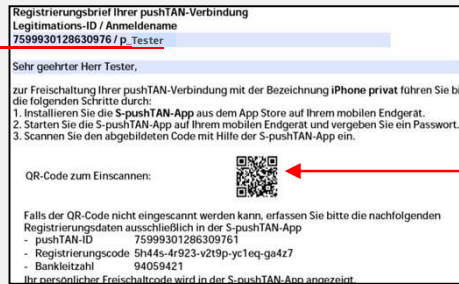 Registrierungsbrief Ihrer pushTAN-Verbindung
Legitimations-ID / Anmeldename
7599930128630976 / p_Tester
Sehr geehrter Herr Tester,
zur Freischaltung Ihrer pushTAN-Verbindung mit der Bezeichnung iPhone privat führen Sie bi
die folgenden Schritte durch:
1. Installieren Sie die S-pushTAN-App aus dem App Store auf Ihrem mobilen Endgerät.
2. Starten Sie die S-pushTAN-App auf Ihrem mobilen Endgerät und vergeben Sie ein Passwort.
3. Scannen Sie den abgebildeten Code mit Hilfe der S-pushTAN-App ein.
QR-Code zum Einscannen:
Falls der QR-Code nicht eingescannt werden kann, erfassen Sie bitte die nachfolgenden
Registrierungsdaten ausschließlich in der S-pushTAN-App
- pushTAN-ID 75999301286309761
- Registrierungscode 5h44s-4r923-v2t9p-yc1eq-ga4z7
- Bankleitzahl 94059421
Ihr persönlicher Freischaltcode wird in der S-pushTAN-App angezeigt.